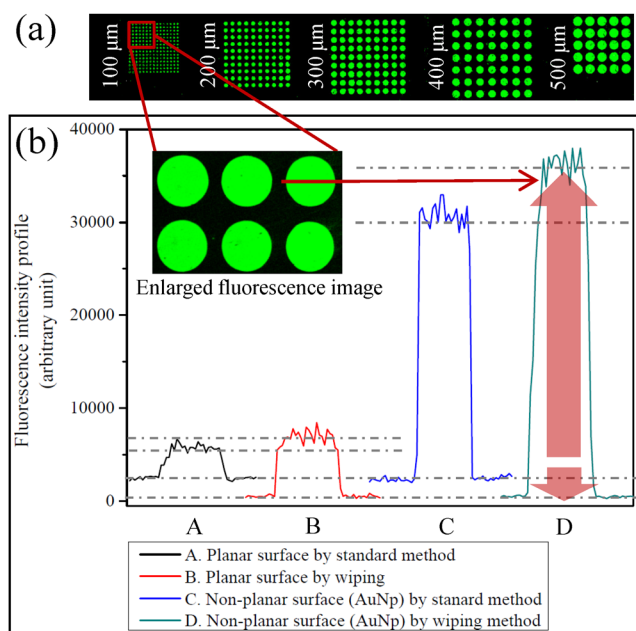 (a)
100 μm
200 μm
300 μm
400 μm
500 μm
(b)
40000
30000
20000
10000
0
Fluorescence intensity profile
(arbitrary unit)
Enlarged fluorescence image
A
B
C
D
A. Planar surface by standard method
B. Planar surface by wiping
C. Non-planar surface (AuNp) by stanard method
D. Non-planar surface (AuNp) by wiping method